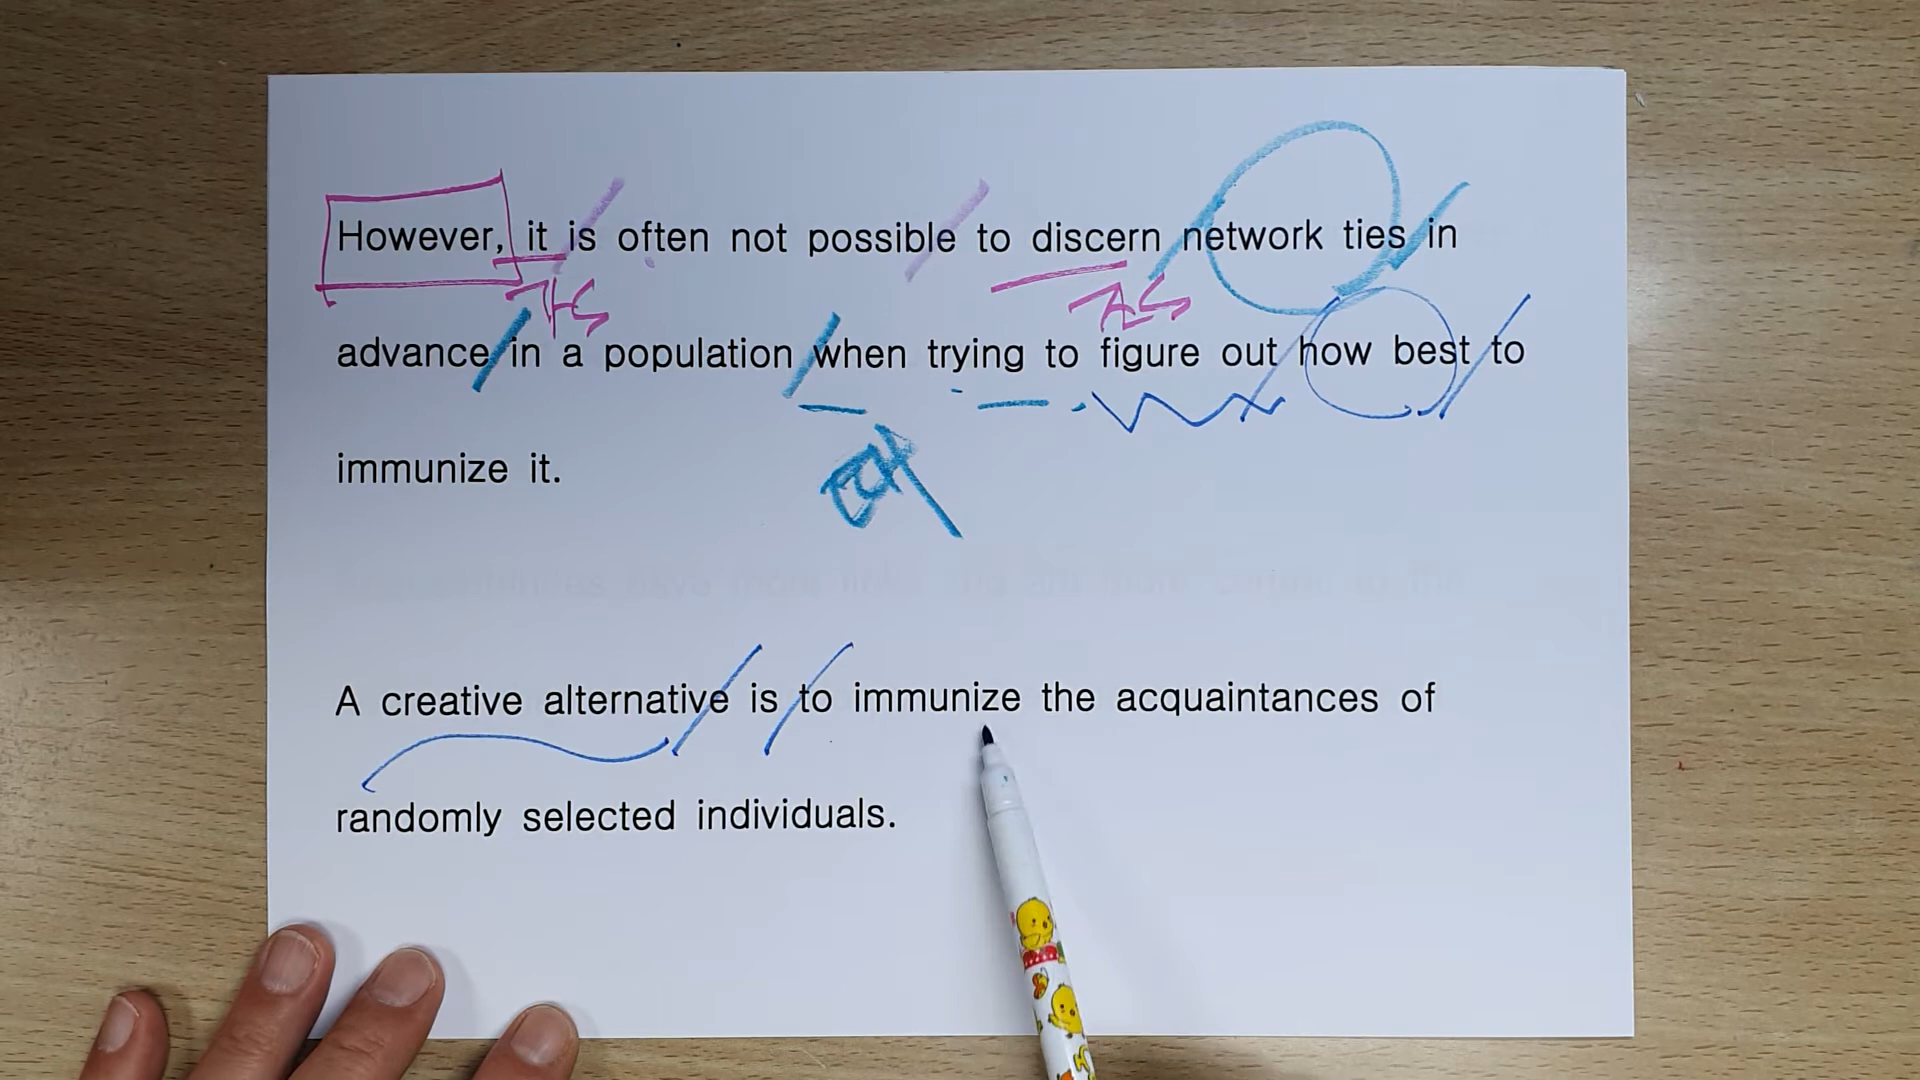 However, it is often not possible to discern network ties in
advance in a population when trying to figure out how best to
immunize it.
A creative alternative is to immunize the acquaintances of
randomly selected individuals.